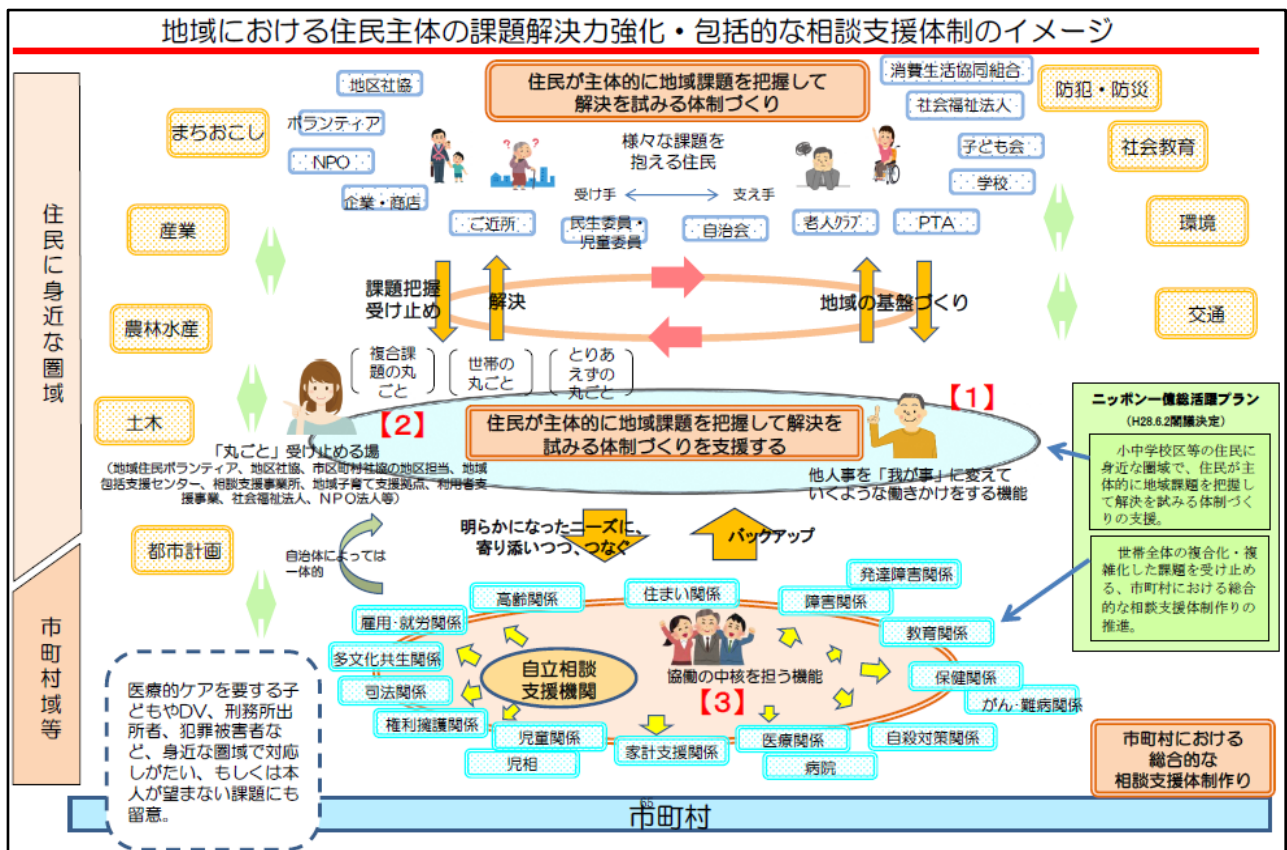 地域における住民主体の課題解決力強化・包括的な相談支援体制のイメージ
住民に身近な圏域
市町村域等
まちおこし
産業
農林水産
土木
都市計画
地区社協
ボランティア
NPO
企業・商店
住民が主体的に地域課題を把握して
解決を試みる体制づくり
様々な課題を
抱える住民
受け手
支え手
ご近所
民生委員・
児童委員
自治会
老人クラブ
PTA
消費生活協同組合
社会福祉法人
子ども会
学校
防犯・防災
社会教育
環境
交通
課題把握
受け止め
解決
地域の基盤づくり
複合課
題の丸
ごと
世帯の
丸ごと
とりあ
えずの
丸ごと
【2】
住民が主体的に地域課題を把握して解決を
試みる体制づくりを支援する
【1】
「丸ごと」受け止める場
(地域住民ボランティア、地区社協、市区町村社協の地区担当、地域
包括支援センター、相談支援事業所、地域子育て支援拠点、利用者支
援事業、社会福祉法人、NPO法人等)
他人事を「我が事」に変えて
いくような働きかけをする機能
ニッポン一億総活躍プラン
(H28.6.2閣議決定)
小中学校区等の住民に
身近な圏域で、住民が主
体的に地域課題を把握し
て解決を試みる体制づく
りの支援。
世帯全体の複合化・複
雑化した課題を受け止め
る、市町村における総合
的な相談支援体制作りの
推進。
自治体によっては
一体的
明らかになったニーズに、
寄り添いつつ、つなぐ
バックアップ
高齢関係
住まい関係
障害関係
発達障害関係
雇用・就労関係
教育関係
多文化共生関係
自立相談
支援機関
協働の中核を担う機能
【3】
保健関係
がん・難病関係
司法関係
権利擁護関係
児童関係
児相
家計支援関係
医療関係
病院
自殺対策関係
医療的ケアを要する子
どもやDV、刑務所出
所者、犯罪被害者な
ど、身近な圏域で対応
しがたい、もしくは本
人が望まない課題にも
留意。
市町村における
総合的な
相談支援体制作り
65
市町村